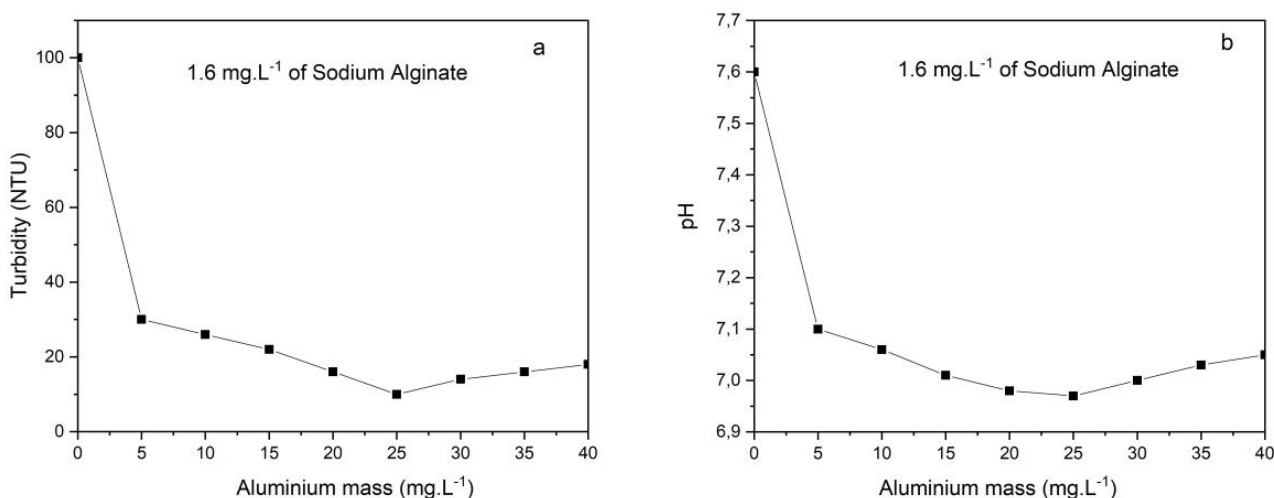 a
1.6 mg.L⁻¹ of Sodium Alginate
100
80
60
40
20
0
Turbidity (NTU)
0 5 10 15 20 25 30 35 40
Aluminium mass (mg.L⁻¹)
b
1.6 mg.L⁻¹ of Sodium Alginate
7,7
7,6
7,5
7,4
7,3
7,2
7,1
7,0
6,9
pH
0 5 10 15 20 25 30 35 40
Aluminium mass (mg.L⁻¹)